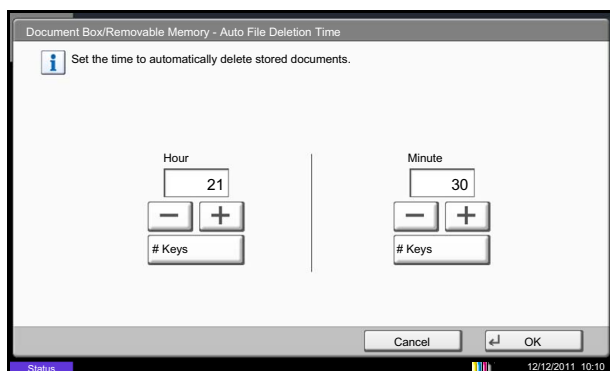 Document Box/Removable Memory - Auto File Deletion Time
Set the time to automatically delete stored documents.
Hour
21
# Keys
Minute
30
# Keys
Cancel
OK
Status
12/12/2011 10:10